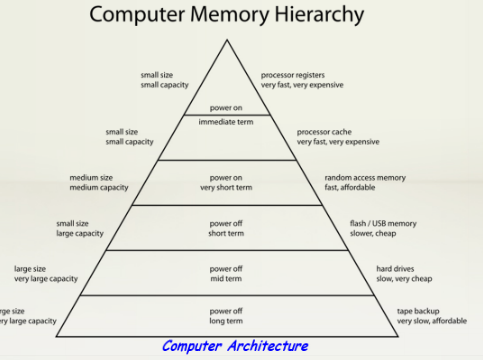 Computer Memory Hierarchy
small size
small capacity
processor registers
very fast, very expensive
power on
immediate term
small size
small capacity
processor cache
very fast, very expensive
medium size
medium capacity
power on
very short term
random access memory
fast, affordable
small size
large capacity
power off
short term
flash / USB memory
slower, cheap
large size
very large capacity
power off
mid term
hard drives
slow, very cheap
size
very large capacity
power off
long term
tape backup
very slow, affordable
Computer Architecture